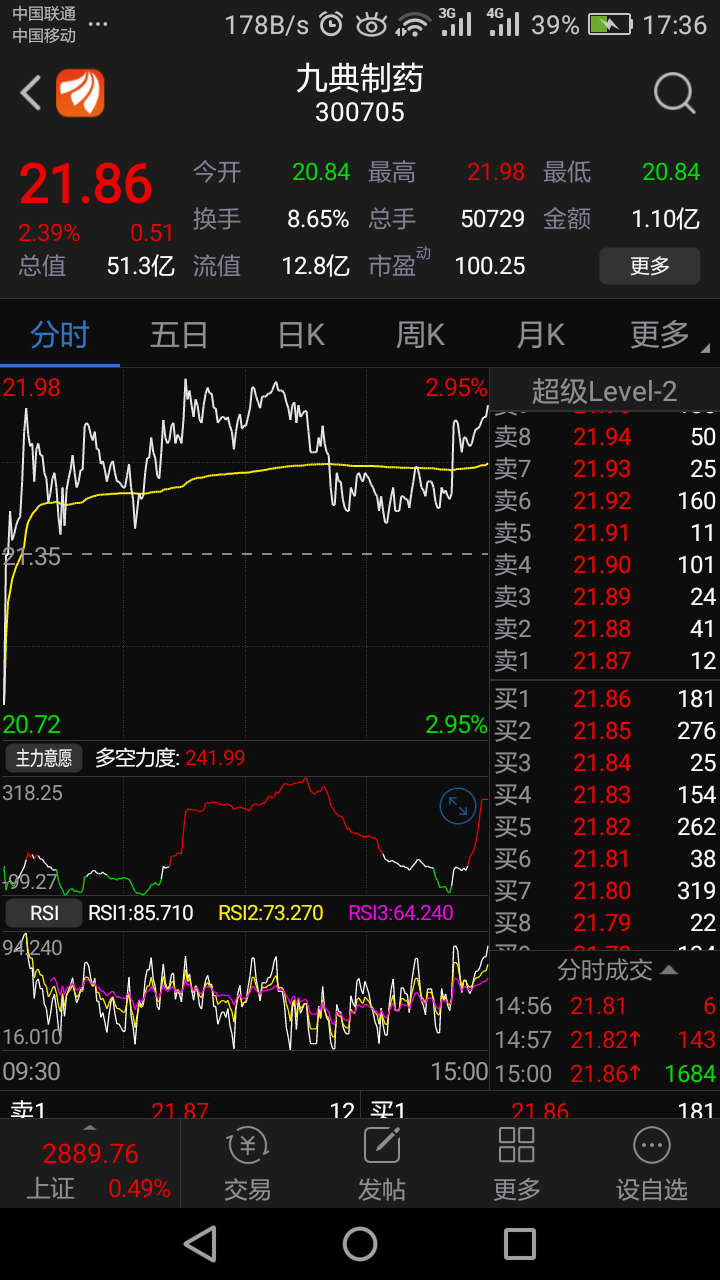 中国联通
中国移动 ... 178B/s 4G 3G 4G 39% 17:36
九典制药
300705
21.86 今开 20.84 最高 21.98 最低 20.84
2.39% 0.51 换手 8.65% 总手 50729 金额 1.10亿
总值 51.3亿 流值 12.8亿 市盈动 100.25 更多
分时 五日 日K 周K 月K 更多
21.98 2.95%
21.35
20.72 2.95%
超级Level-2
卖8 21.94 50
卖7 21.93 25
卖6 21.92 160
卖5 21.91 11
卖4 21.90 101
卖3 21.89 24
卖2 21.88 41
卖1 21.87 12
买1 21.86 181
买2 21.85 276
买3 21.84 25
买4 21.83 154
买5 21.82 262
买6 21.81 38
买7 21.80 319
买8 21.79 22
主力意愿 多空力度: 241.99
318.25
-99.27
RSI RSI1:85.710 RSI2:73.270 RSI3:64.240
94.240
16.010
09:30 15:00
分时成交
14:56 21.81 6
14:57 21.82↑ 143
15:00 21.86↑ 1684
卖1 21.87 12 买1 21.86 181
2889.76
上证 0.49% 交易 发帖 更多 设自选